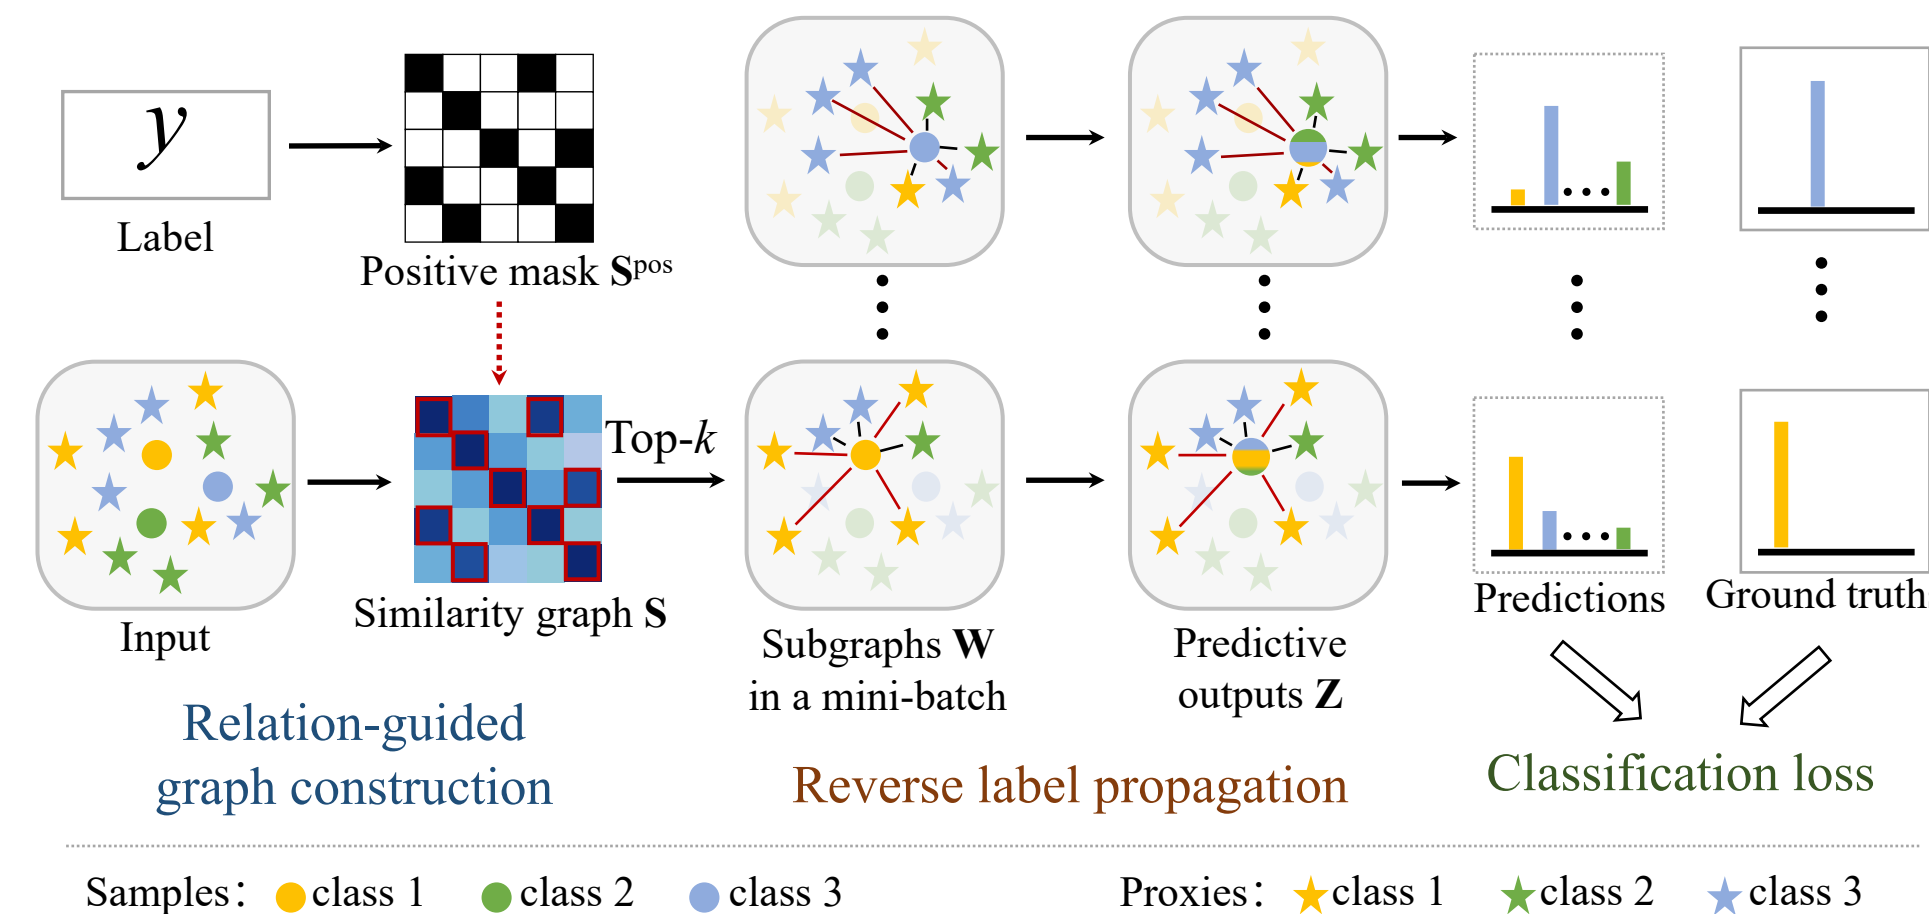 y
Label
Positive mask S^pos
Input
Similarity graph S
Top-k
Subgraphs W
in a mini-batch
Predictive
outputs Z
Predictions
Ground truth
Relation-guided
graph construction
Reverse label propagation
Classification loss
Samples: class 1 class 2 class 3
Proxies: class 1 class 2 class 3